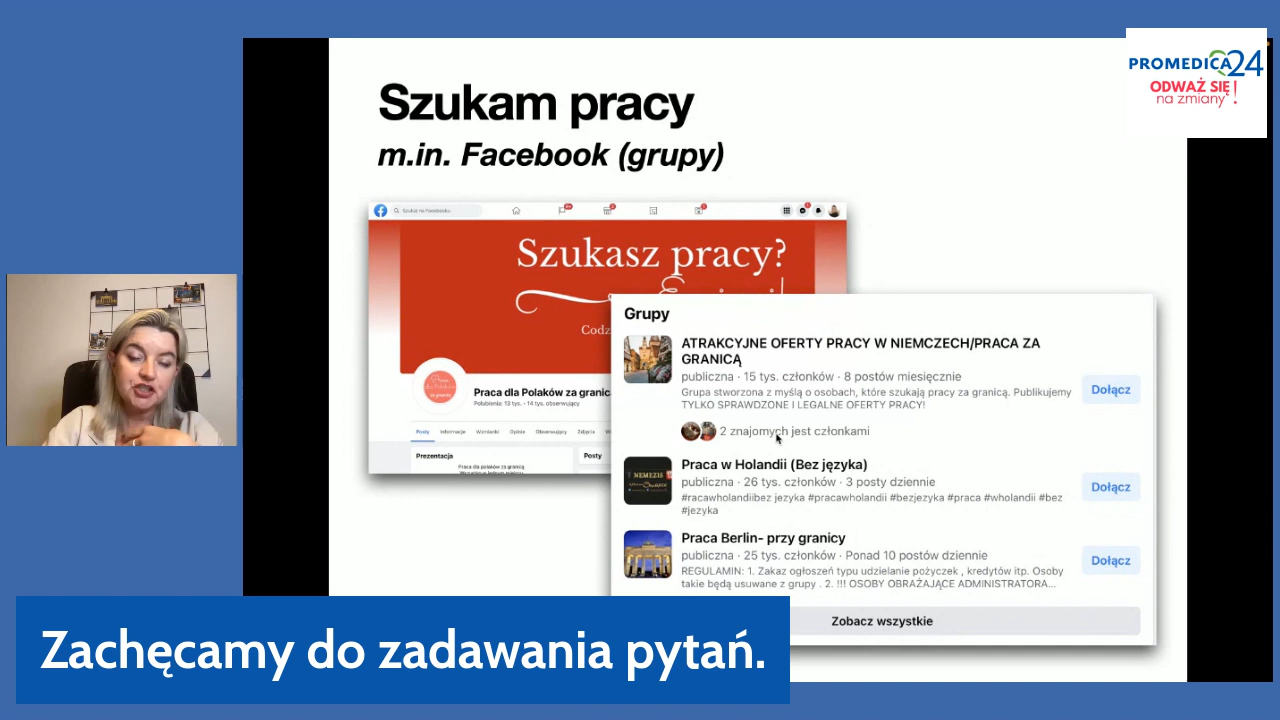 PROMEDICA24
ODWAŻ SIĘ
na zmiany!
Szukam pracy
m.in. Facebook (grupy)
Szukaj na Facebooku
Szukasz pracy?
Codz
Praca dla Polaków za granic
Polubienia: 13 tys. • 14 tys. obserwujący
Posty Informacje Wzmianki Opinie Obserwujący Zdjęcia W
Prezentacja
Praca dla polaków za granicą
Posty
Grupy
ATRAKCYJNE OFERTY PRACY W NIEMCZECH/PRACA ZA
GRANICĄ
publiczna · 15 tys. członków · 8 postów miesięcznie
Grupa stworzona z myślą o osobach, które szukają pracy za granicą. Publikujemy
TYLKO SPRAWDZONE I LEGALNE OFERTY PRACY!
2 znajomych jest członkami
Dołącz
NEMEZIS
Praca w Holandii (Bez języka)
publiczna · 26 tys. członków · 3 posty dziennie
#racawholandiibez jezyka #pracawholandii #bezjezyka #praca #wholandii #bez
#jezyka
Dołącz
Praca Berlin- przy granicy
publiczna · 25 tys. członków · Ponad 10 postów dziennie
REGULAMIN: 1. Zakaz ogłoszeń typu udzielanie pożyczek , kredytów itp. Osoby
takie będą usuwane z grupy . 2. !!! OSOBY OBRAŻAJĄCE ADMINISTRATORA...
Dołącz
Zobacz wszystkie
Zachęcamy do zadawania pytań.